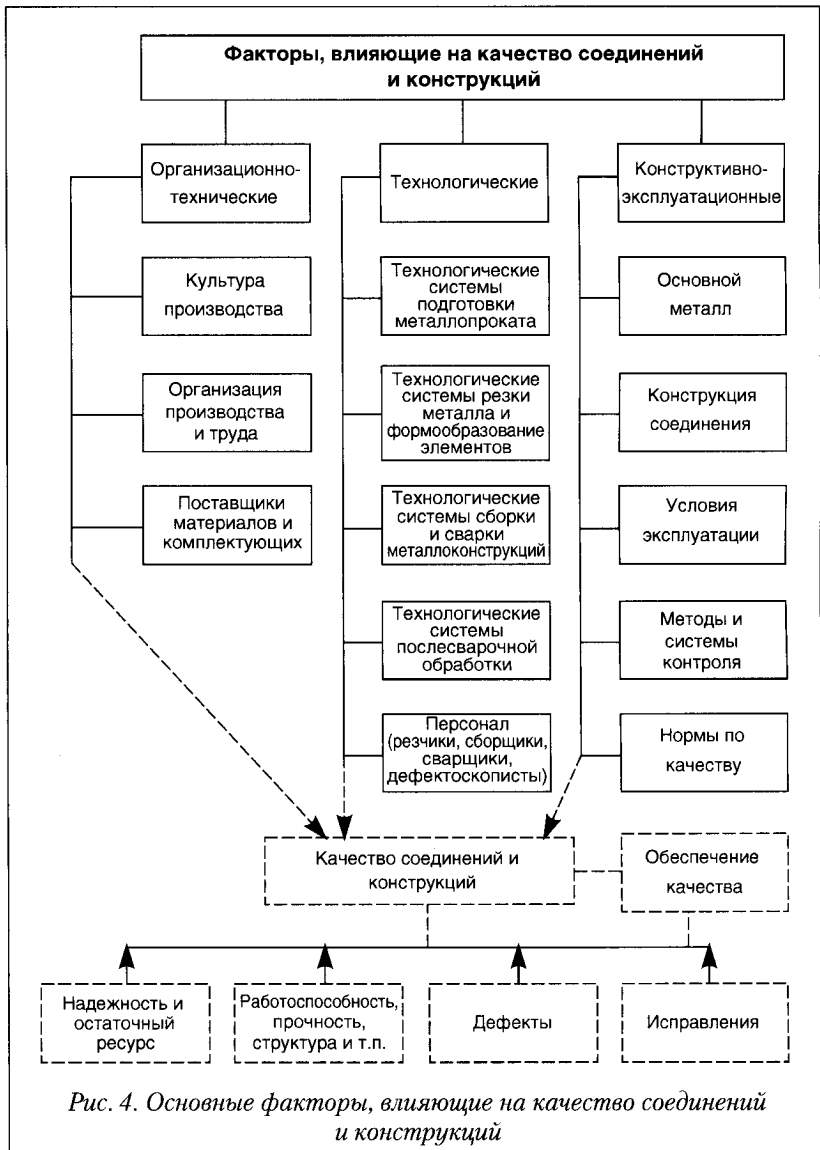 Факторы, влияющие на качество соединений
и конструкций
Организационно-
технические
Технологические
Конструктивно-
эксплуатационные
Культура
производства
Технологические
системы
подготовки
металлопроката
Основной
металл
Организация
производства
и труда
Технологические
системы резки
металла и
формообразование
элементов
Конструкция
соединения
Поставщики
материалов и
комплектующих
Технологические
системы сборки
и сварки
металлоконструкций
Условия
эксплуатации
Технологические
системы
послесварочной
обработки
Методы и
системы
контроля
Персонал
(резчики, сборщики,
сварщики,
дефектоскописты)
Нормы по
качеству
Качество соединений и
конструкций
Обеспечение
качества
Надежность и
остаточный
ресурс
Работоспособность,
прочность,
структура и т.п.
Дефекты
Исправления
Рис. 4. Основные факторы, влияющие на качество соединений
и конструкций